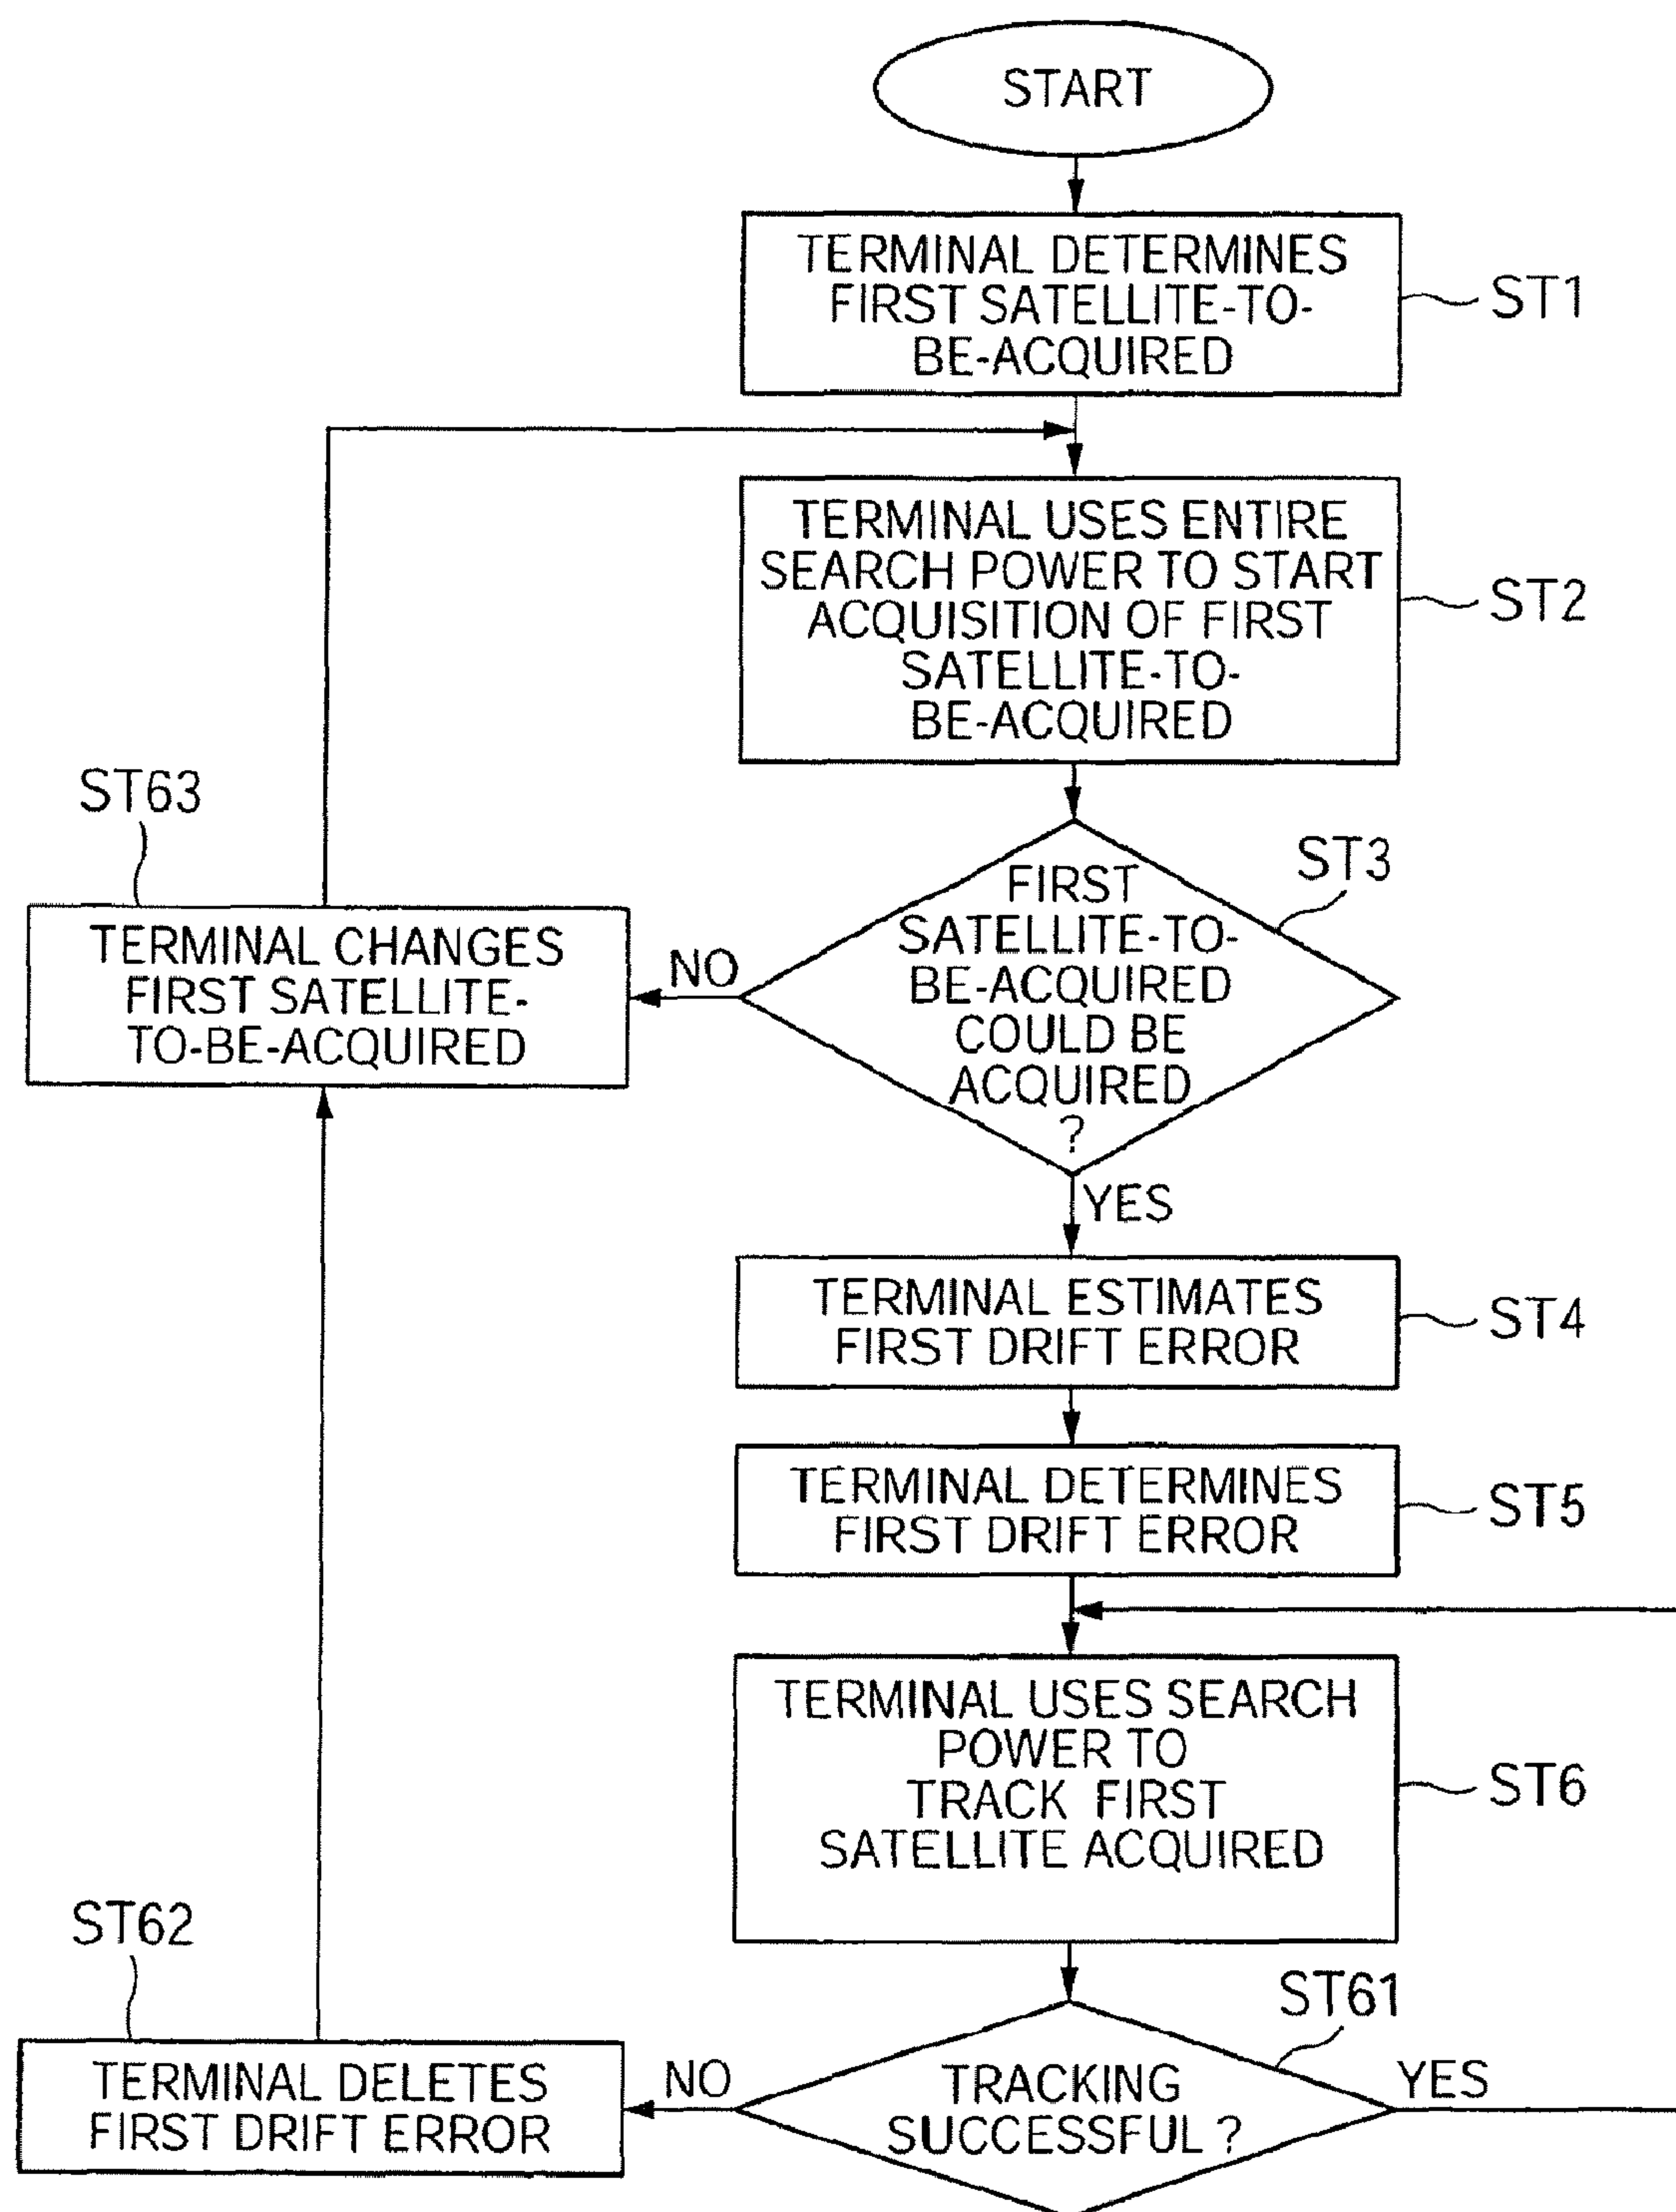 START
TERMINAL DETERMINES
FIRST SATELLITE-TO-
BE-ACQUIRED
ST1
TERMINAL USES ENTIRE
SEARCH POWER TO START
ACQUISITION OF FIRST
SATELLITE-TO-
BE-ACQUIRED
ST2
ST63
TERMINAL CHANGES
FIRST SATELLITE-
TO-BE-ACQUIRED
NO
FIRST
SATELLITE-TO-
BE-ACQUIRED
COULD BE
ACQUIRED
?
ST3
YES
TERMINAL ESTIMATES
FIRST DRIFT ERROR
ST4
TERMINAL DETERMINES
FIRST DRIFT ERROR
ST5
TERMINAL USES SEARCH
POWER TO
TRACK FIRST
SATELLITE ACQUIRED
ST6
ST62
TERMINAL DELETES
FIRST DRIFT ERROR
NO
TRACKING
SUCCESSFUL ?
ST61
YES